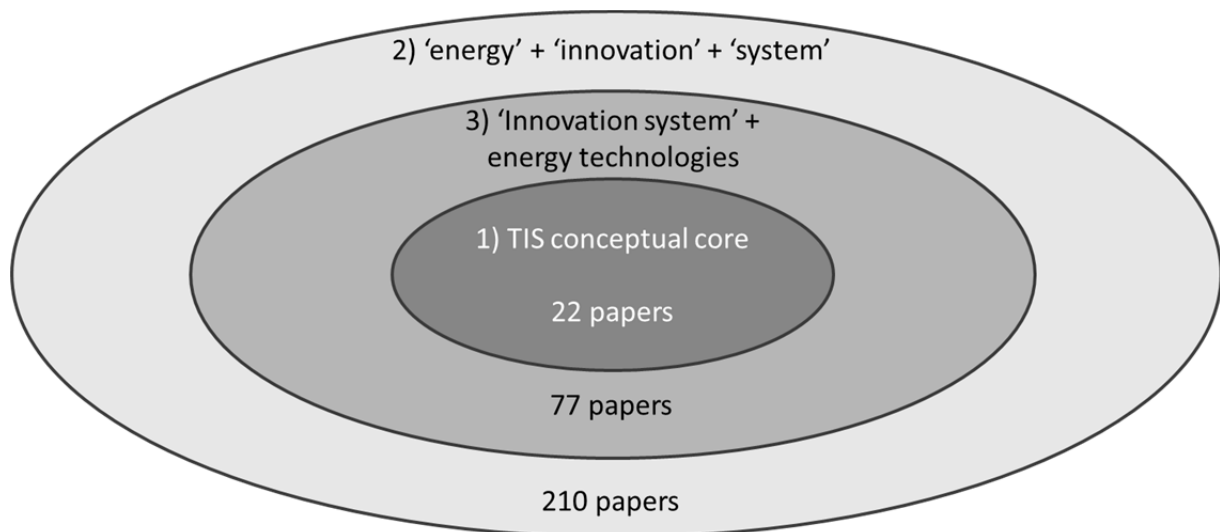 2) ‘energy’ + ‘innovation’ + ‘system’
3) ‘Innovation system’ +
energy technologies
1) TIS conceptual core
22 papers
77 papers
210 papers